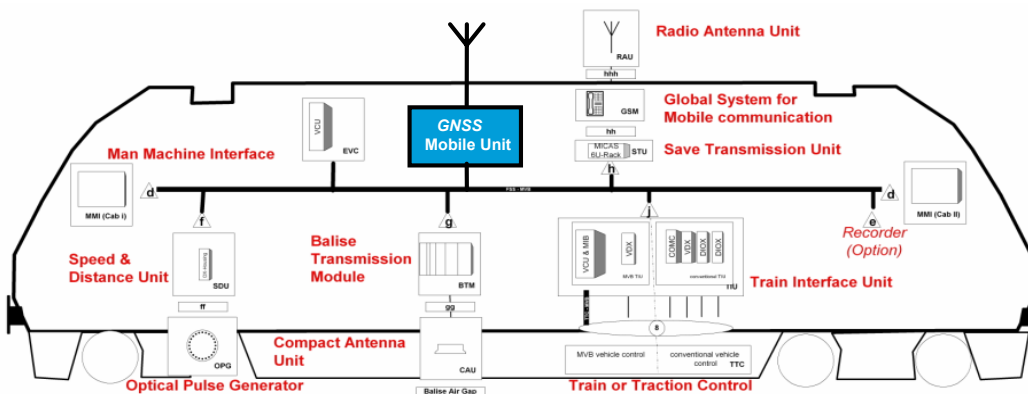 Radio Antenna Unit
RAU
hhh
GSM
Global System for
Mobile communication
hh
MICAS
6U-Rack
STU
Save Transmission Unit
h
GNSS
Mobile Unit
VCU
EVC
Man Machine Interface
MMI (Cab I)
d
d
MMI (Cab II)
f
g
j
e
Recorder
(Option)
Speed &
Distance Unit
SDU
ff
OPG
Optical Pulse Generator
Balise
Transmission
Module
BTM
gg
Compact Antenna
Unit
CAU
Balise Air Gap
VCU & MIB
VDX
MVB TIU
COMC
VDX
DIOX
DIOX
conventional TIU
TIU
Train Interface Unit
8
MVB vehicle control
conventional vehicle
control
TTC
Train or Traction Control